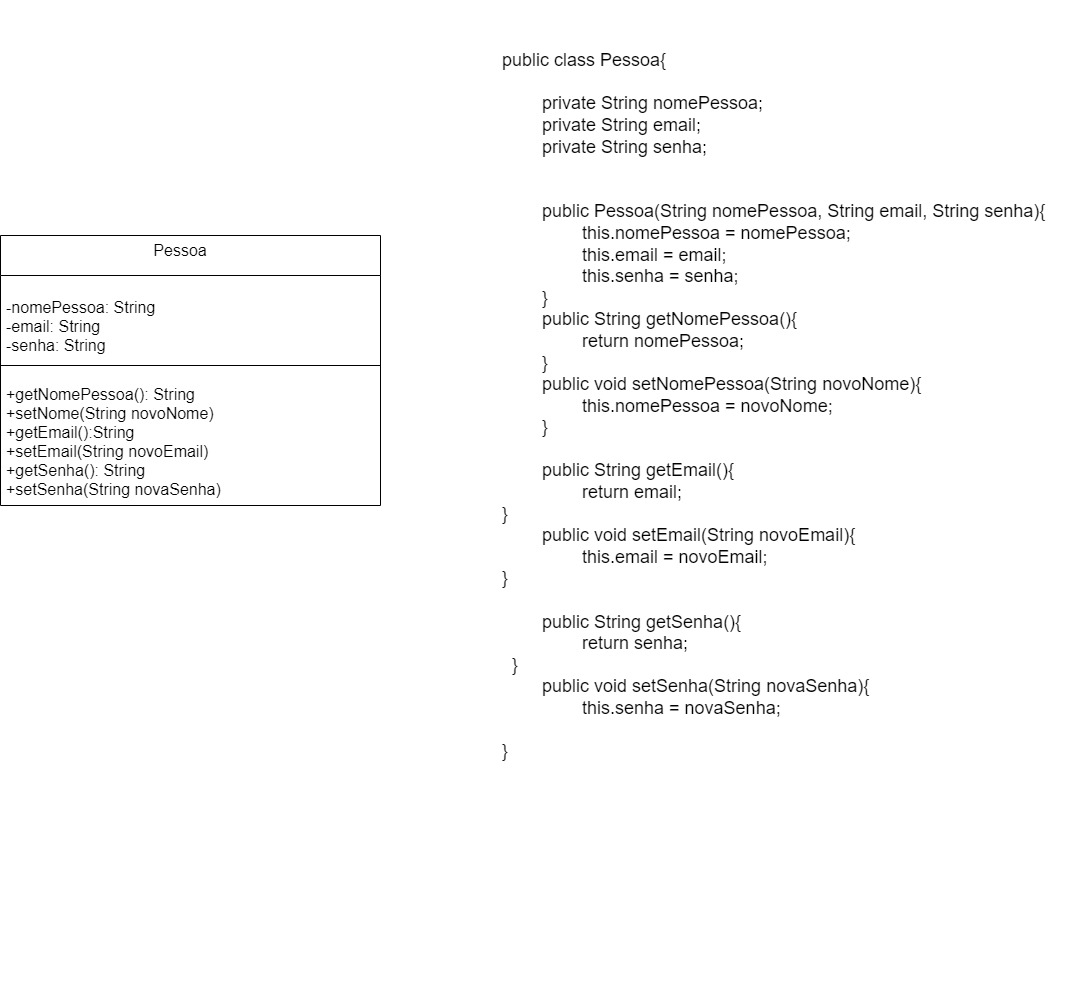 Pessoa
-nomePessoa: String
-email: String
-senha: String
+getNomePessoa(): String
+setNome(String novoNome)
+getEmail():String
+setEmail(String novoEmail)
+getSenha(): String
+setSenha(String novaSenha)
public class Pessoa{
private String nomePessoa;
private String email;
private String senha;
public Pessoa(String nomePessoa, String email, String senha){
this.nomePessoa = nomePessoa;
this.email = email;
this.senha = senha;
}
public String getNomePessoa(){
return nomePessoa;
}
public void setNomePessoa(String novoNome){
this.nomePessoa = novoNome;
}
public String getEmail(){
return email;
}
public void setEmail(String novoEmail){
this.email = novoEmail;
}
public String getSenha(){
return senha;
}
public void setSenha(String novaSenha){
this.senha = novaSenha;
}